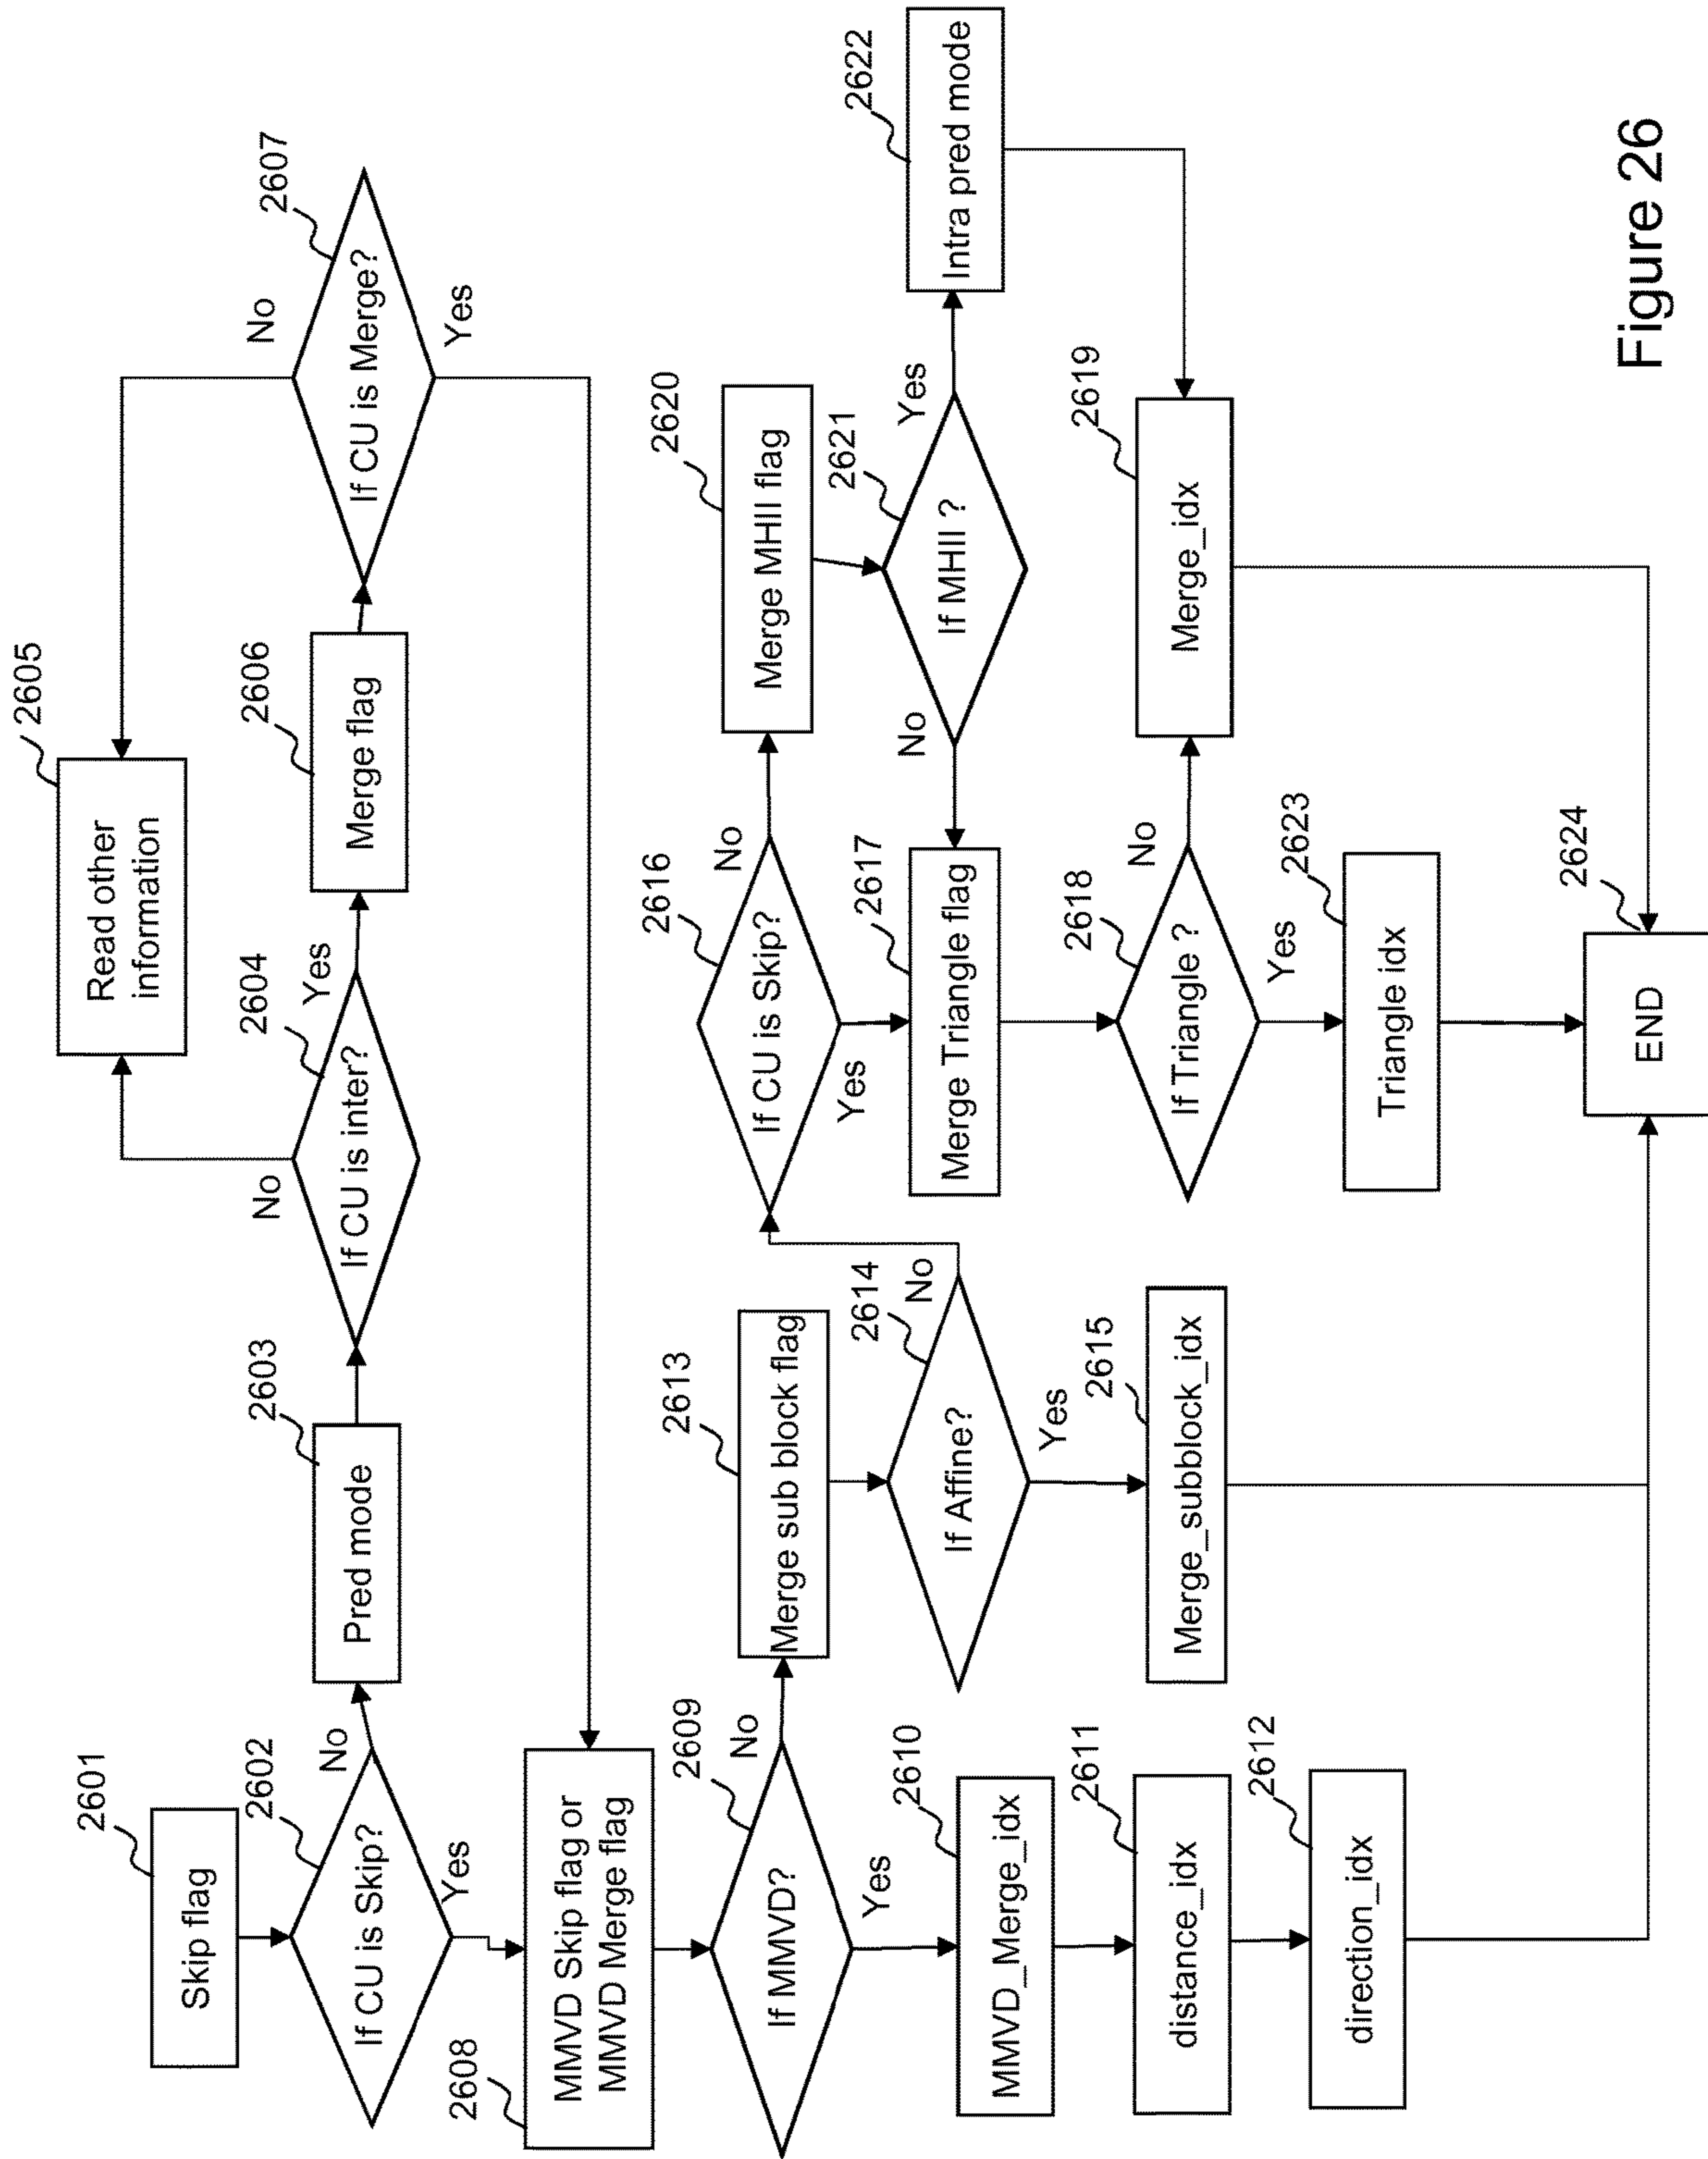 2601
Skip flag
2602
If CU is Skip?
No
Yes
2603
Pred mode
2604
If CU is inter?
No
Yes
2605
Read other
information
2606
Merge flag
2607
If CU is Merge?
No
Yes
2608
MMVD Skip flag or
MMVD Merge flag
2609
If MMVD?
No
Yes
2610
MMVD_Merge_idx
2611
distance_idx
2612
direction_idx
2613
Merge sub block flag
2614
If Affine?
No
Yes
2615
Merge_subblock_idx
2616
If CU is Skip?
No
Yes
2617
Merge Triangle flag
2618
If Triangle ?
No
Yes
2619
Merge_idx
2620
Merge MHII flag
2621
If MHII ?
No
Yes
2622
Intra pred mode
2623
Triangle idx
2624
END
Figure 26